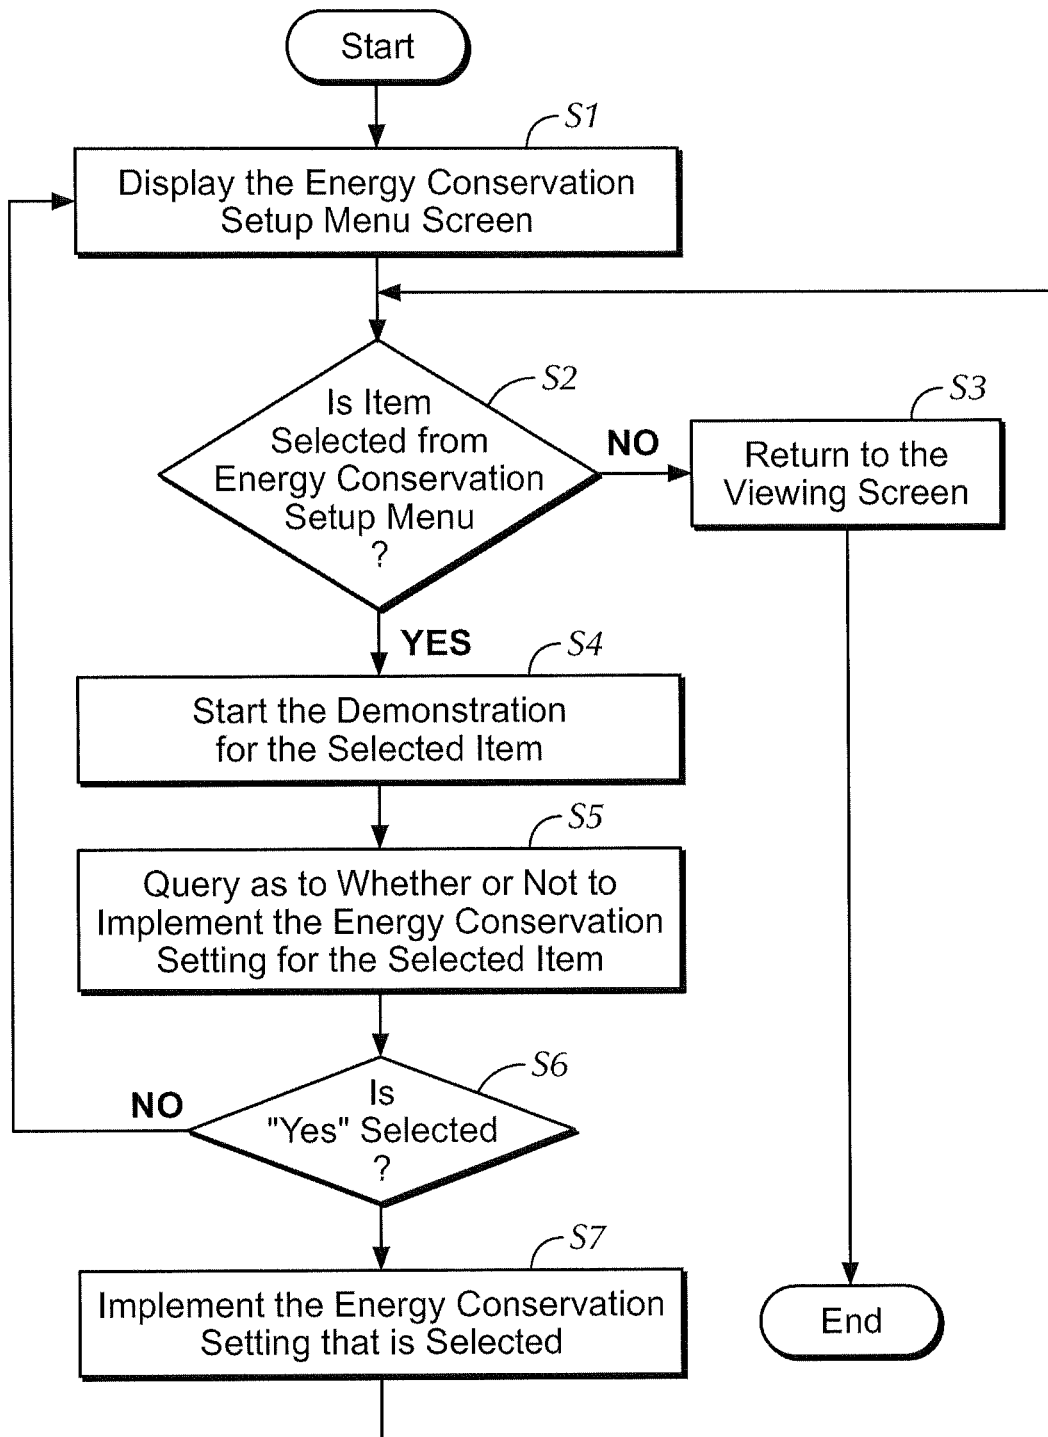 Start
S1
Display the Energy Conservation
Setup Menu Screen
S2
Is Item
Selected from
Energy Conservation
Setup Menu
?
NO
S3
Return to the
Viewing Screen
YES
S4
Start the Demonstration
for the Selected Item
S5
Query as to Whether or Not to
Implement the Energy Conservation
Setting for the Selected Item
S6
Is
"Yes" Selected
?
NO
S7
Implement the Energy Conservation
Setting that is Selected
End